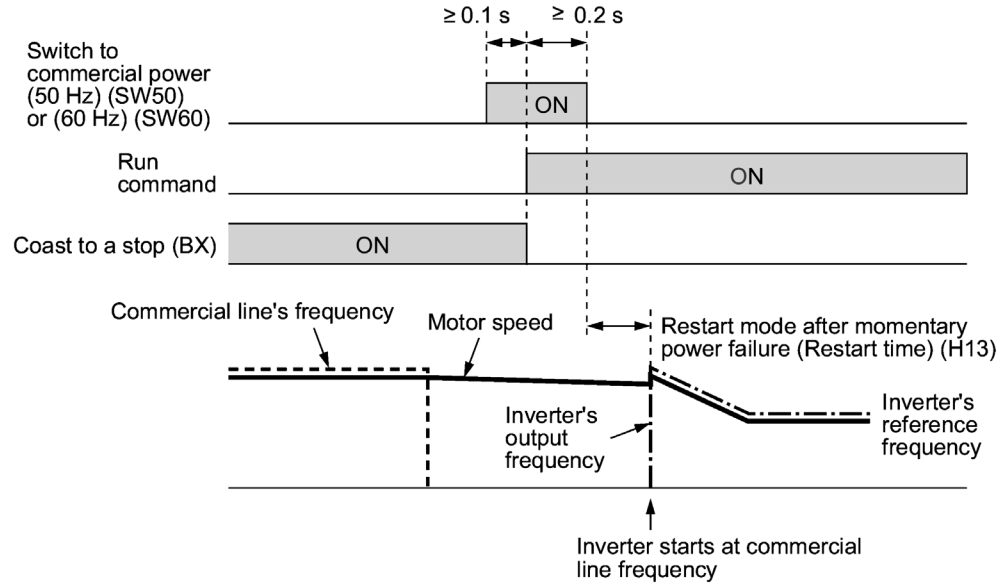 ≥ 0.1 s
≥ 0.2 s
Switch to
commercial power
(50 Hz) (SW50)
or (60 Hz) (SW60)
ON
Run
command
ON
Coast to a stop (BX)
ON
Commercial line's frequency
Motor speed
Restart mode after momentary
power failure (Restart time) (H13)
Inverter's
output
frequency
Inverter's
reference
frequency
Inverter starts at commercial
line frequency